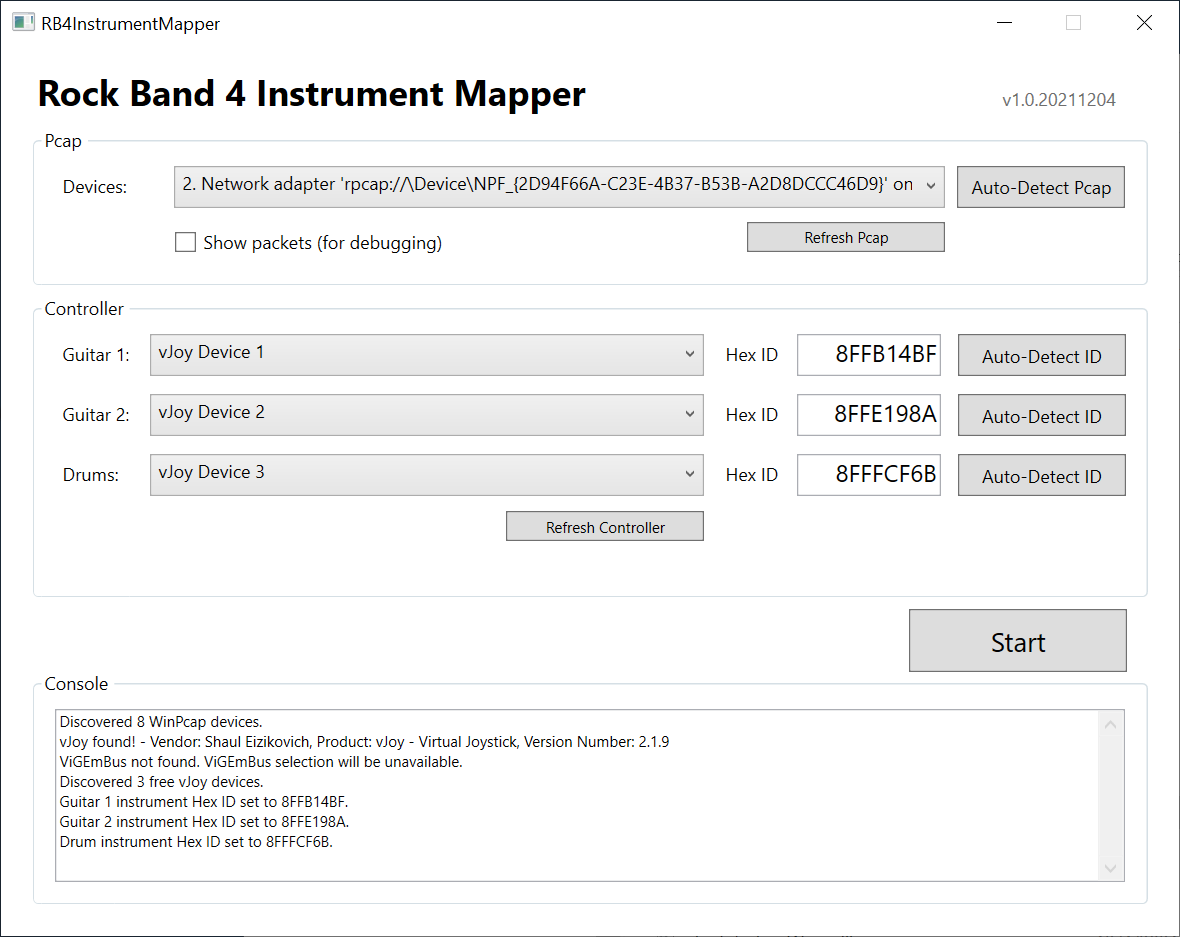 RB4InstrumentMapper
Rock Band 4 Instrument Mapper
v1.0.20211204
Pcap
Devices:
2. Network adapter 'rpcap://\Device\NPF_{2D94F66A-C23E-4B37-B53B-A2D8DCCC46D9}' on
Auto-Detect Pcap
Show packets (for debugging)
Refresh Pcap
Controller
Guitar 1:
vJoy Device 1
Hex ID
8FFB14BF
Auto-Detect ID
Guitar 2:
vJoy Device 2
Hex ID
8FFE198A
Auto-Detect ID
Drums:
vJoy Device 3
Hex ID
8FFFCF6B
Auto-Detect ID
Refresh Controller
Start
Console
Discovered 8 WinPcap devices.
vJoy found! - Vendor: Shaul Eizikovich, Product: vJoy - Virtual Joystick, Version Number: 2.1.9
ViGEmBus not found. ViGEmBus selection will be unavailable.
Discovered 3 free vJoy devices.
Guitar 1 instrument Hex ID set to 8FFB14BF.
Guitar 2 instrument Hex ID set to 8FFE198A.
Drum instrument Hex ID set to 8FFFCF6B.